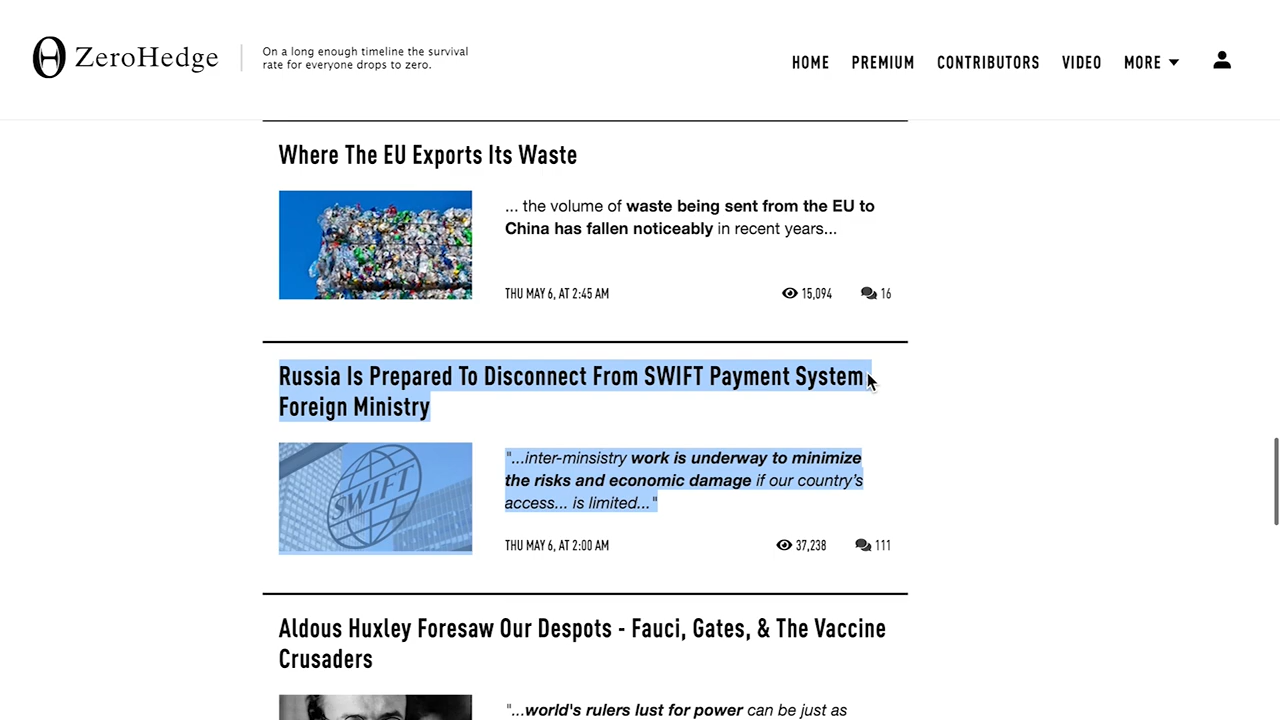 ZeroHedge
On a long enough timeline the survival
rate for everyone drops to zero.
HOME PREMIUM CONTRIBUTORS VIDEO MORE
Where The EU Exports Its Waste
... the volume of waste being sent from the EU to
China has fallen noticeably in recent years...
THU MAY 6, AT 2:45 AM 15,094 16
Russia Is Prepared To Disconnect From SWIFT Payment System
Foreign Ministry
SWIFT
"...inter-minsistry work is underway to minimize
the risks and economic damage if our country's
access... is limited..."
THU MAY 6, AT 2:00 AM 37,238 111
Aldous Huxley Foresaw Our Despots - Fauci, Gates, & The Vaccine
Crusaders
"...world's rulers lust for power can be just as